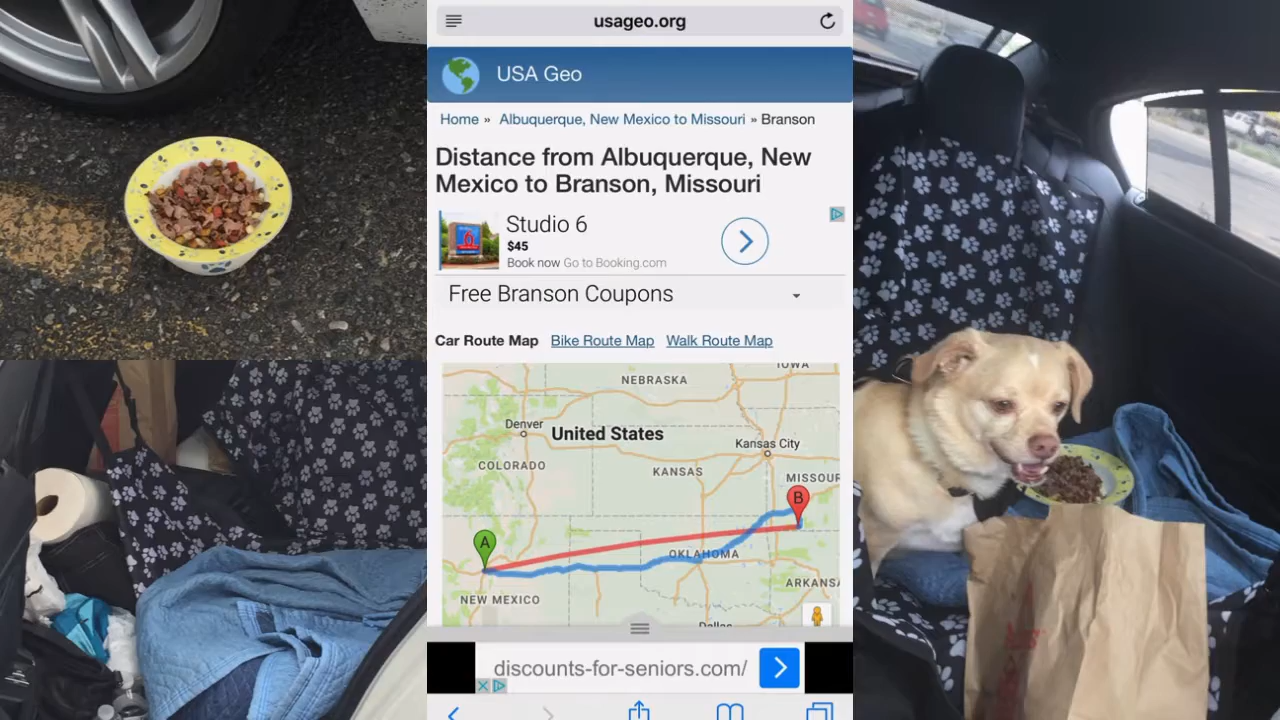 usageo.org
USA Geo
Home » Albuquerque, New Mexico to Missouri » Branson
Distance from Albuquerque, New
Mexico to Branson, Missouri
Studio 6
$45
Book now Go to Booking.com
Free Branson Coupons
Car Route Map Bike Route Map Walk Route Map
IOWA
NEBRASKA
Denver
United States
Kansas City
COLORADO
KANSAS
MISSOUR
B
A
OKLAHOMA
ARKANSA
NEW MEXICO
Dallas
discounts-for-seniors.com/